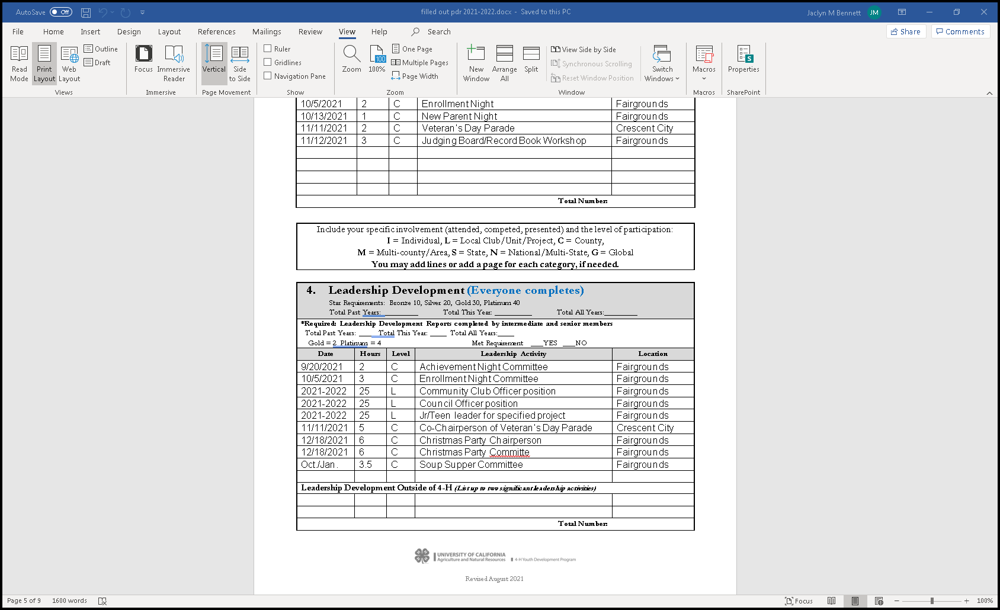 AutoSave Off filled out pdr 2021-2022.docx - Saved to this PC Jaclyn M Bennett JM
File Home Insert Design Layout References Mailings Review View Help Search Share Comments
Read Mode Print Layout Web Layout Outline Draft Views
Focus Immersive Reader Immersive
Vertical Side to Side Page Movement
Ruler Gridlines Navigation Pane Show
Zoom 100 100% One Page Multiple Pages Page Width Zoom
New Window Arrange All Split View Side by Side Synchronous Scrolling Reset Window Position Switch Windows Window
Macros Macros
S Properties SharePoint
10/5/2021 2 C Enrollment Night Fairgrounds
10/13/2021 1 C New Parent Night Fairgrounds
11/11/2021 2 C Veteran's Day Parade Crescent City
11/12/2021 3 C Judging Board/Record Book Workshop Fairgrounds
Total Number:
Include your specific involvement (attended, competed, presented) and the level of participation:
I = Individual, L = Local Club/Unit/Project, C = County,
M = Multi-county/Area, S = State, N = National/Multi-State, G = Global
You may add lines or add a page for each category, if needed.
4. Leadership Development (Everyone completes)
Star Requirements: Bronze 10, Silver 20, Gold 30, Platinum 40
Total Past Years: ________ Total This Year: ________ Total All Years:________
*Required: Leadership Development Reports completed by intermediate and senior members
Total Past Years: ____ Total This Year: ____ Total All Years:____
Gold = 2 Platinum = 4 Met Requirement ___YES ___NO
Date Hours Level Leadership Activity Location
9/20/2021 2 C Achievement Night Committee Fairgrounds
10/5/2021 3 C Enrollment Night Committee Fairgrounds
2021-2022 25 L Community Club Officer position Fairgrounds
2021-2022 25 L Council Officer position Fairgrounds
2021-2022 25 L Jr/Teen leader for specified project Fairgrounds
11/11/2021 5 C Co-Chairperson of Veteran's Day Parade Crescent City
12/18/2021 6 C Christmas Party Chairperson Fairgrounds
12/18/2021 6 C Christmas Party Committe Fairgrounds
Oct./Jan. 3.5 C Soup Supper Committee Fairgrounds
Leadership Development Outside of 4-H (List up to two significant leadership activities)
Total Number:
UNIVERSITY OF CALIFORNIA
Agriculture and Natural Resources 4-H Youth Development Program
Revised August 2021
Page 5 of 9 1600 words Focus 100%